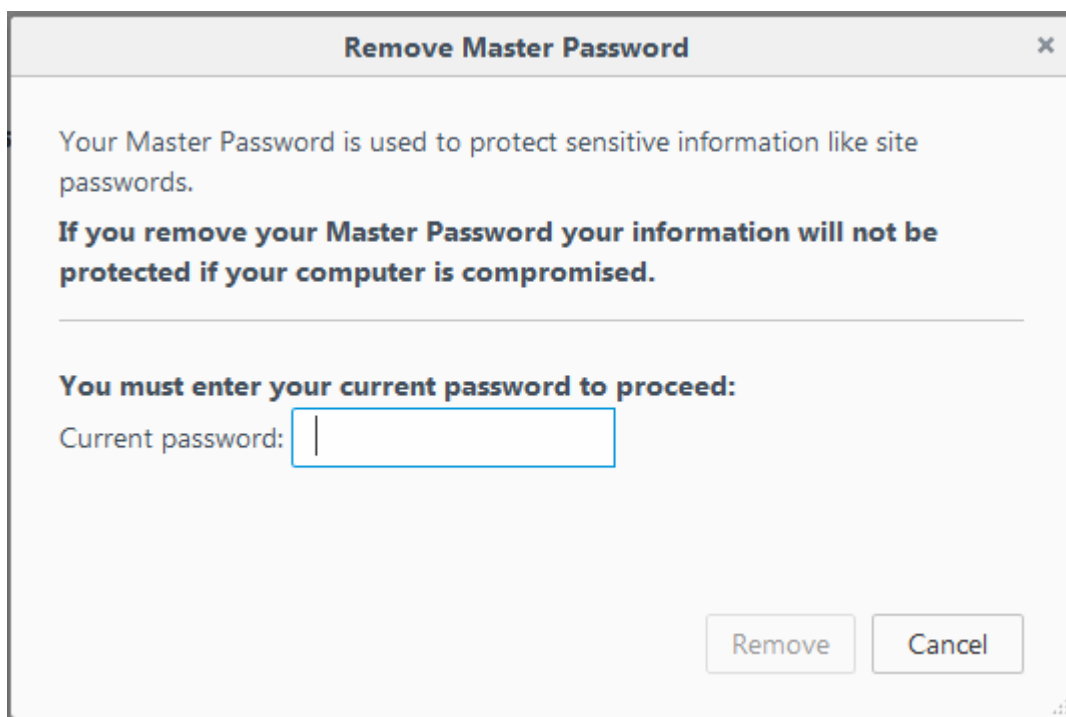 Remove Master Password
Your Master Password is used to protect sensitive information like site
passwords.
If you remove your Master Password your information will not be
protected if your computer is compromised.
You must enter your current password to proceed:
Current password:
Remove Cancel